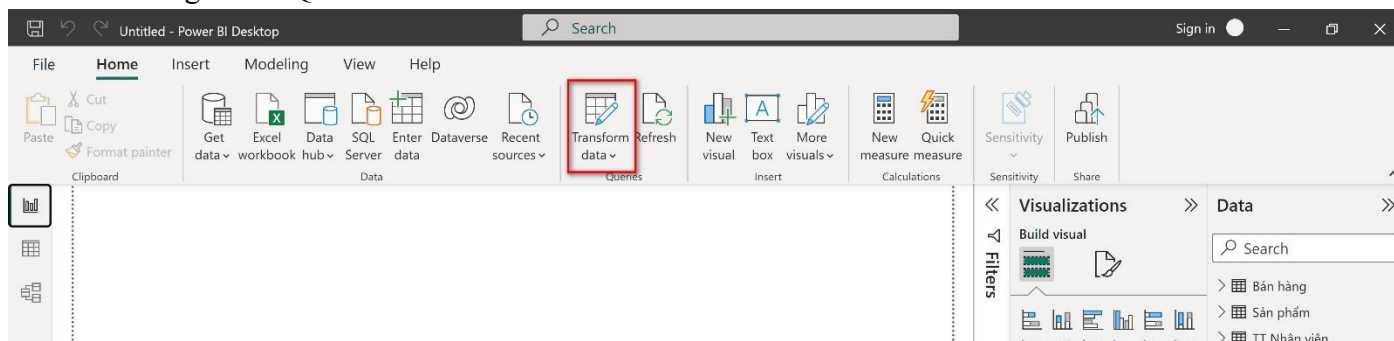 Untitled - Power BI Desktop
Search
Sign in
File Home Insert Modeling View Help
Paste
Cut
Copy
Format painter
Clipboard
Get data
Excel workbook
Data hub
SQL Server
Enter data
Dataverse
Recent sources
Data
Transform data
Refresh
Queries
New visual
Text box
More visuals
Insert
New measure
Quick measure
Calculations
Sensitivity
Sensitivity
Publish
Share
Filters
Visualizations
Build visual
Data
Search
Bán hàng
Sản phẩm
TT Nhân viên